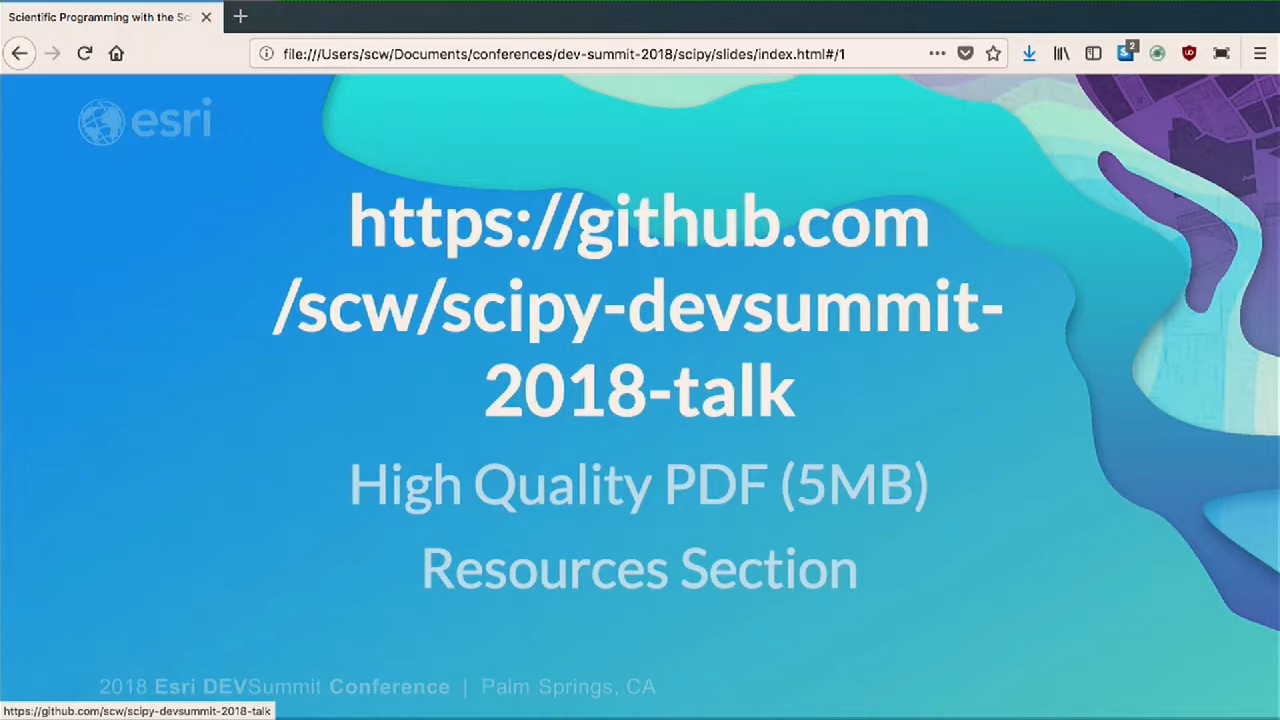 Scientific Programming with the Sc
file:///Users/scw/Documents/conferences/dev-summit-2018/scipy/slides/index.html#/1
2
esri
https://github.com
/scw/scipy-devsummit-
2018-talk
High Quality PDF (5MB)
Resources Section
2018 Esri DEVSummit Conference | Palm Springs, CA
https://github.com/scw/scipy-devsummit-2018-talk